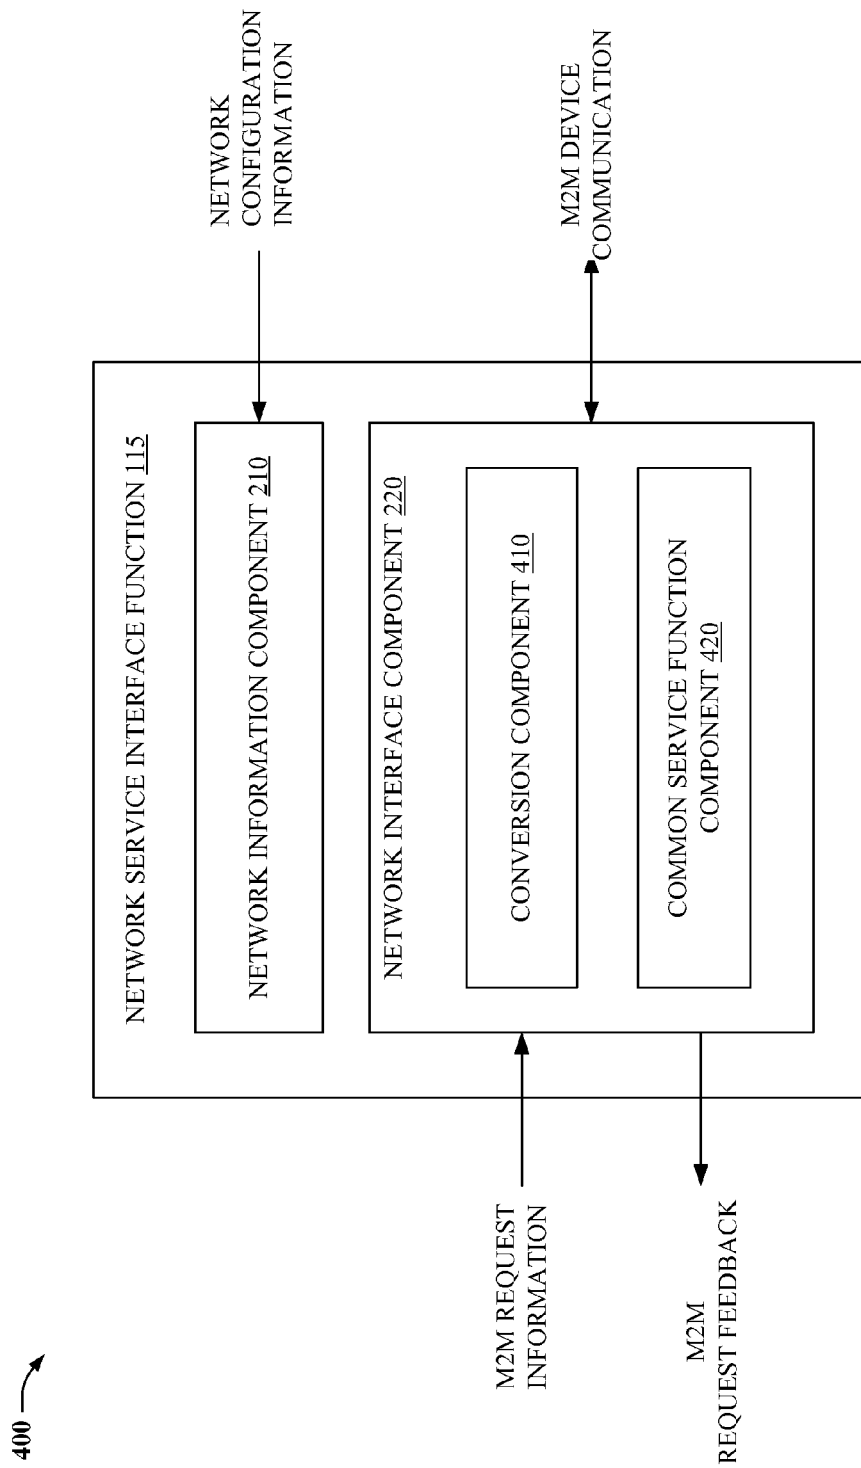 400
NETWORK
CONFIGURATION
INFORMATION
M2M DEVICE
COMMUNICATION
NETWORK SERVICE INTERFACE FUNCTION 115
NETWORK INFORMATION COMPONENT 210
NETWORK INTERFACE COMPONENT 220
CONVERSION COMPONENT 410
COMMON SERVICE FUNCTION
COMPONENT 420
M2M REQUEST
INFORMATION
M2M
REQUEST FEEDBACK